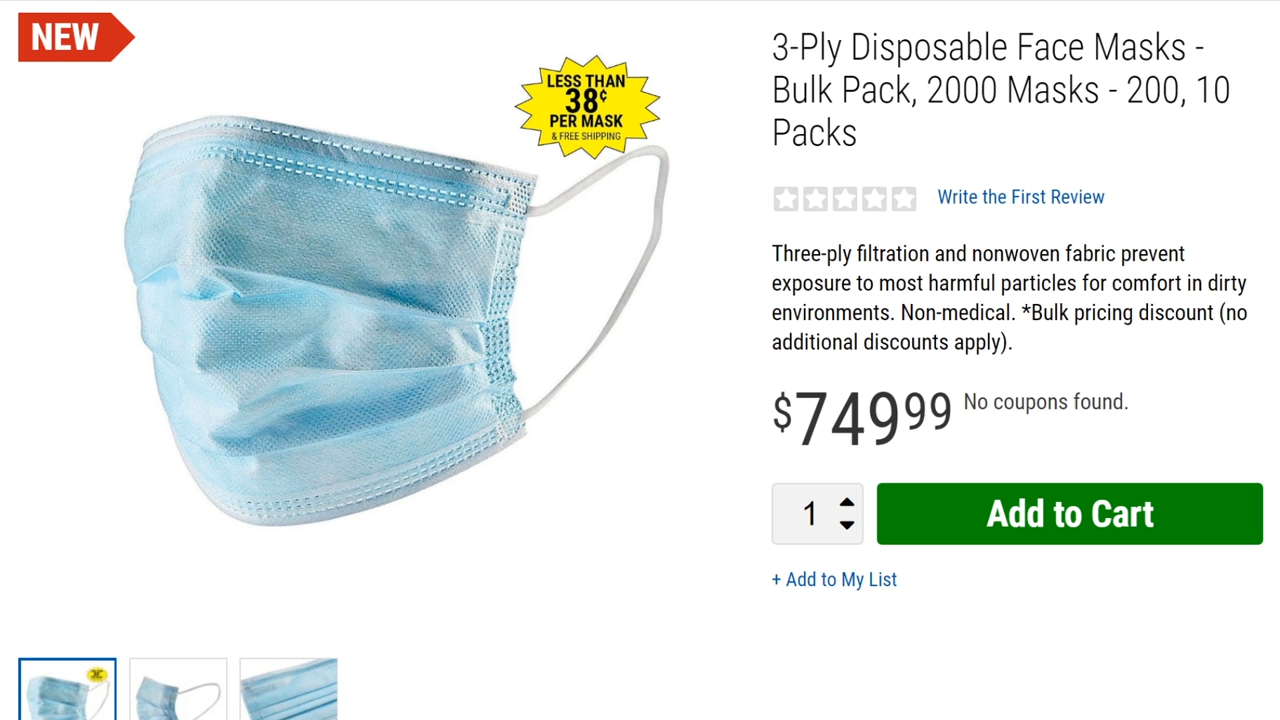 NEW
LESS THAN
38¢
PER MASK
& FREE SHIPPING
3-Ply Disposable Face Masks -
Bulk Pack, 2000 Masks - 200, 10
Packs
Write the First Review
Three-ply filtration and nonwoven fabric prevent
exposure to most harmful particles for comfort in dirty
environments. Non-medical. *Bulk pricing discount (no
additional discounts apply).
$74999 No coupons found.
1 Add to Cart
+ Add to My List